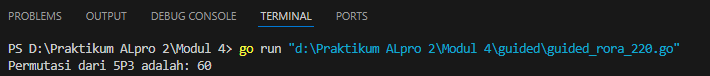 PROBLEMS OUTPUT DEBUG CONSOLE TERMINAL PORTS
PS D:\Praktikum ALpro 2\Modul 4> go run "d:\Praktikum ALpro 2\Modul 4\guided\guided_rora_220.go"
Permutasi dari 5P3 adalah: 60